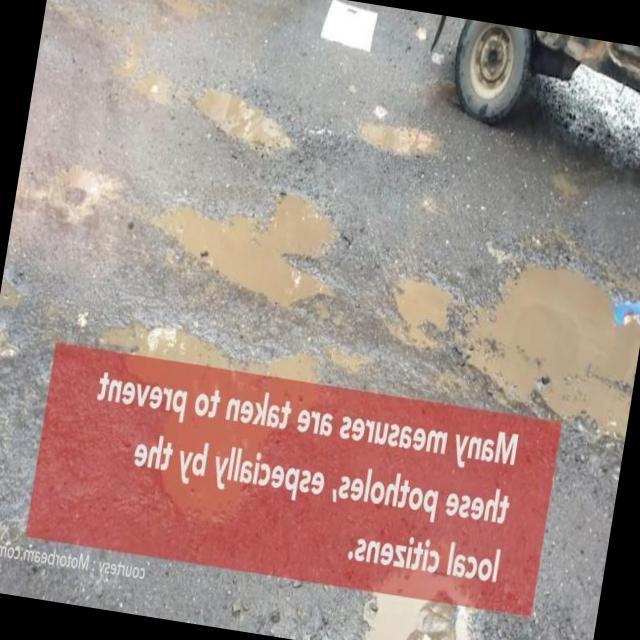 Many measures are taken to prevent
these potholes, especially by the
local citizens.
courtesy. Motorbeam.com